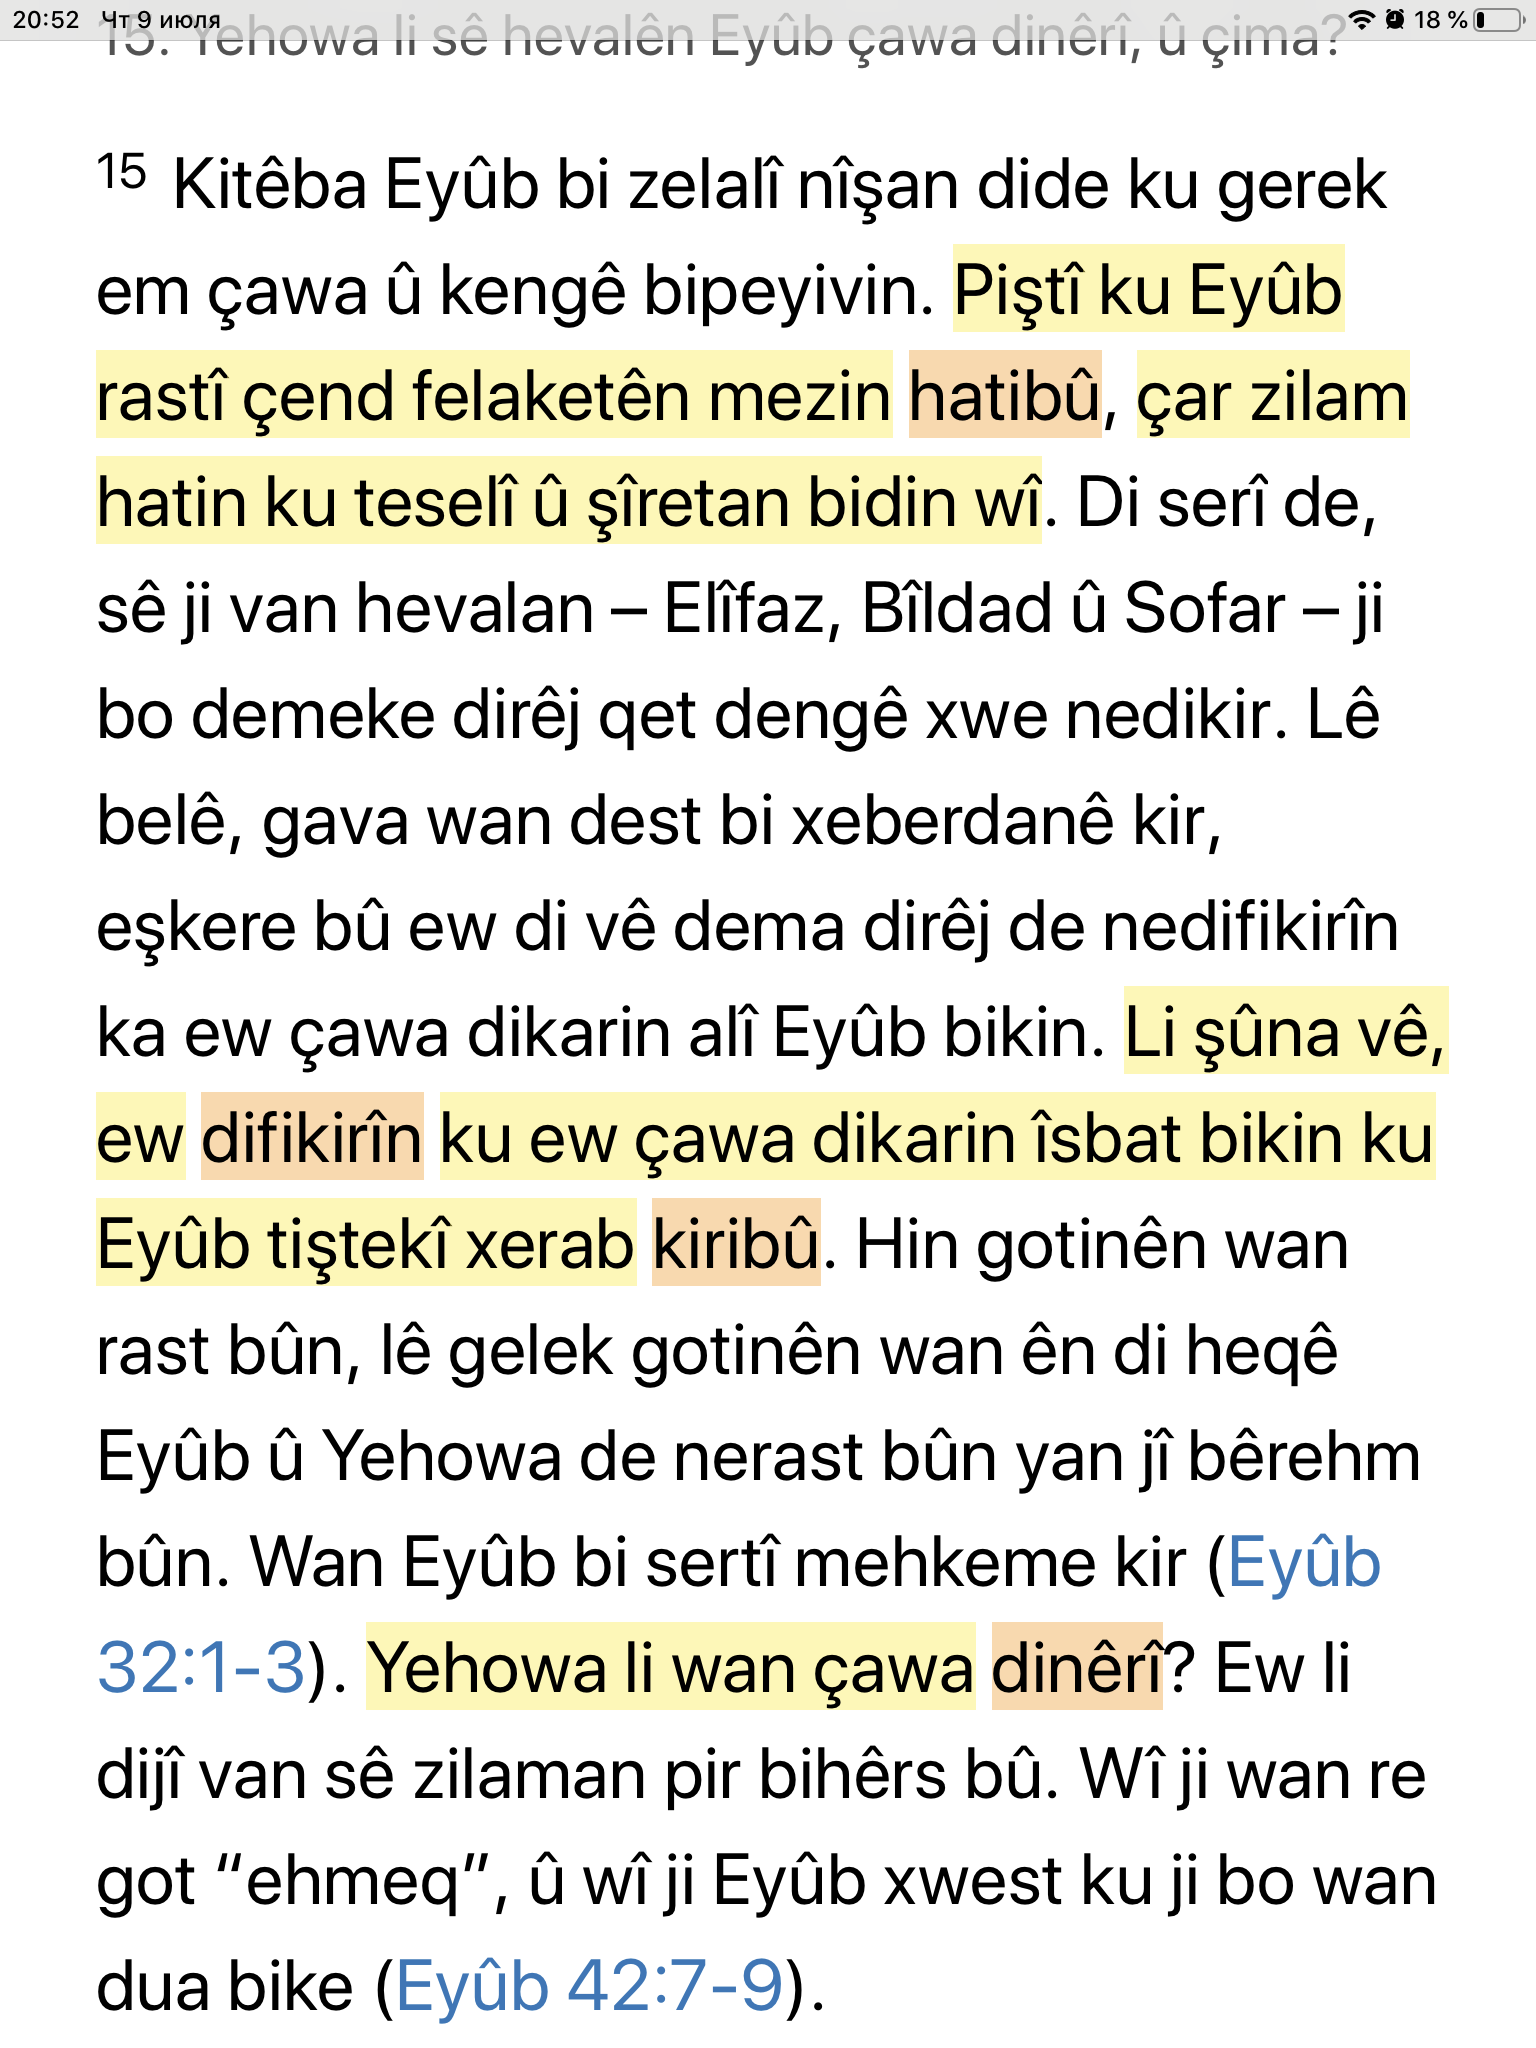 20:52 Чт 9 июля 18 %
15. Yehowa li sê hevalên Eyûb çawa dinêrî, û çima?
15 Kitêba Eyûb bi zelalî nîşan dide ku gerek
em çawa û kengê bipeyivin. Piştî ku Eyûb
rastî çend felaketên mezin hatibû, çar zilam
hatin ku teselî û şîretan bidin wî. Di serî de,
sê ji van hevalan – Elîfaz, Bîldad û Sofar – ji
bo demeke dirêj qet dengê xwe nedikir. Lê
belê, gava wan dest bi xeberdanê kir,
eşkere bû ew di vê dema dirêj de nedifikirîn
ka ew çawa dikarin alî Eyûb bikin. Li şûna vê,
ew difikirîn ku ew çawa dikarin îsbat bikin ku
Eyûb tiştekî xerab kiribû. Hin gotinên wan
rast bûn, lê gelek gotinên wan ên di heqê
Eyûb û Yehowa de nerast bûn yan jî bêrehm
bûn. Wan Eyûb bi sertî mehkeme kir (Eyûb
32:1-3). Yehowa li wan çawa dinêrî? Ew li
dijî van sê zilaman pir bihêrs bû. Wî ji wan re
got “ehmeq”, û wî ji Eyûb xwest ku ji bo wan
dua bike (Eyûb 42:7-9).